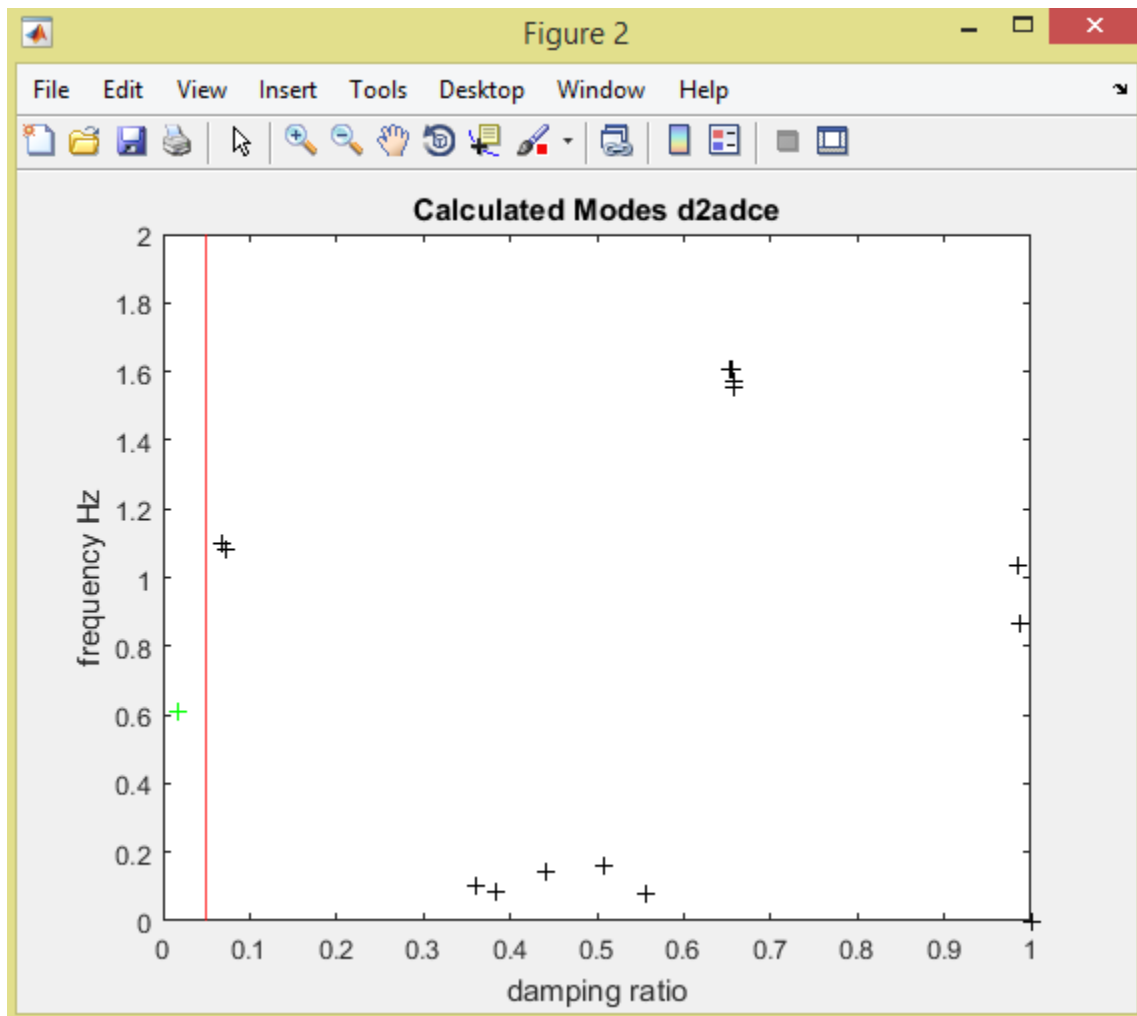 Figure 2
File Edit View Insert Tools Desktop Window Help
Calculated Modes d2adce
2
1.8
1.6
1.4
1.2
1
0.8
0.6
0.4
0.2
0
frequency Hz
0 0.1 0.2 0.3 0.4 0.5 0.6 0.7 0.8 0.9 1
damping ratio